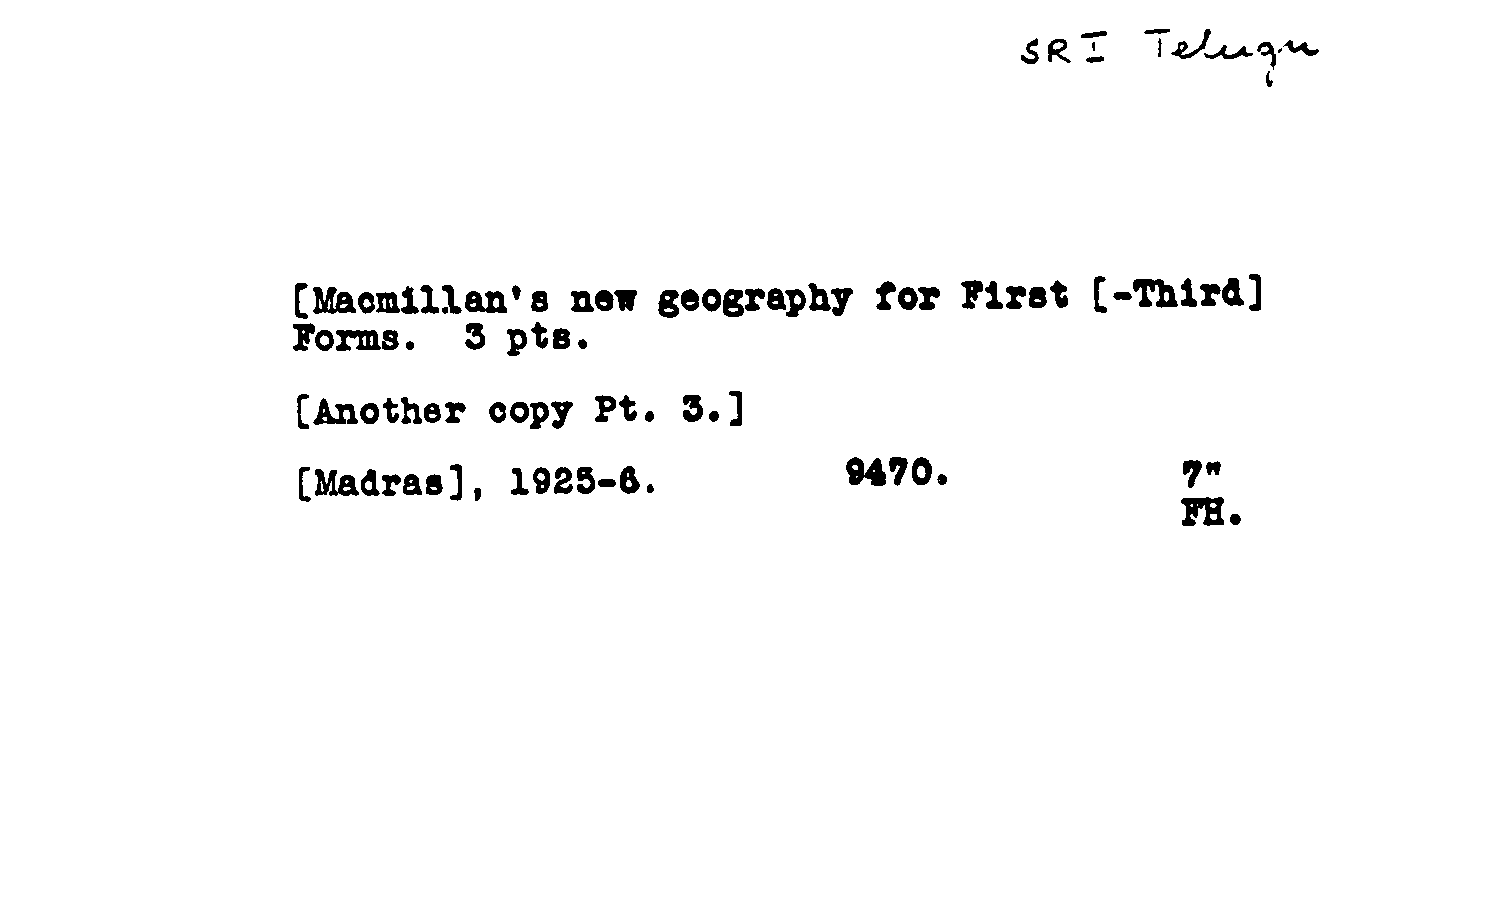 SRI Telugu
[Macmillan's new geography for First [-Third]
Forms. 3 pts.
[Another copy Pt. 3.]
[Madras], 1925-6. 9470. 7"
FH.